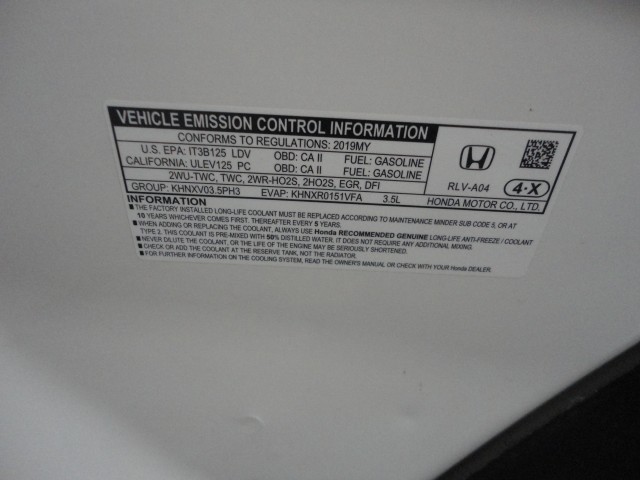 VEHICLE EMISSION CONTROL INFORMATION
CONFORMS TO REGULATIONS: 2019MY
U.S. EPA: IT3B125 LDV OBD: CA II FUEL: GASOLINE
CALIFORNIA: ULEV125 PC OBD: CA II FUEL: GASOLINE
2WU-TWC, TWC, 2WR-HO2S, 2HO2S, EGR, DFI
GROUP: KHNXV03.5PH3 EVAP: KHNXR0151VFA 3.5L
RLV-A04 4-X
HONDA MOTOR CO., LTD.
INFORMATION
■ THE FACTORY INSTALLED LONG-LIFE COOLANT MUST BE REPLACED ACCORDING TO MAINTENANCE MINDER SUB CODE 5, OR AT
10 YEARS WHICHEVER COMES FIRST. THEREAFTER EVERY 5 YEARS.
■ WHEN ADDING OR REPLACING THE COOLANT, ALWAYS USE Honda RECOMMENDED GENUINE LONG-LIFE ANTI-FREEZE / COOLANT
TYPE 2. THIS COOLANT IS PRE-MIXED WITH 50% DISTILLED WATER. IT DOES NOT REQUIRE ANY ADDITIONAL MIXING.
■ NEVER DILUTE THE COOLANT, OR THE LIFE OF THE ENGINE MAY BE SERIOUSLY SHORTENED.
■ CHECK OR ADD THE COOLANT AT THE RESERVE TANK, NOT THE RADIATOR.
■ FOR FURTHER INFORMATION ON THE COOLING SYSTEM, READ THE OWNER'S MANUAL OR CHECK WITH YOUR Honda DEALER.